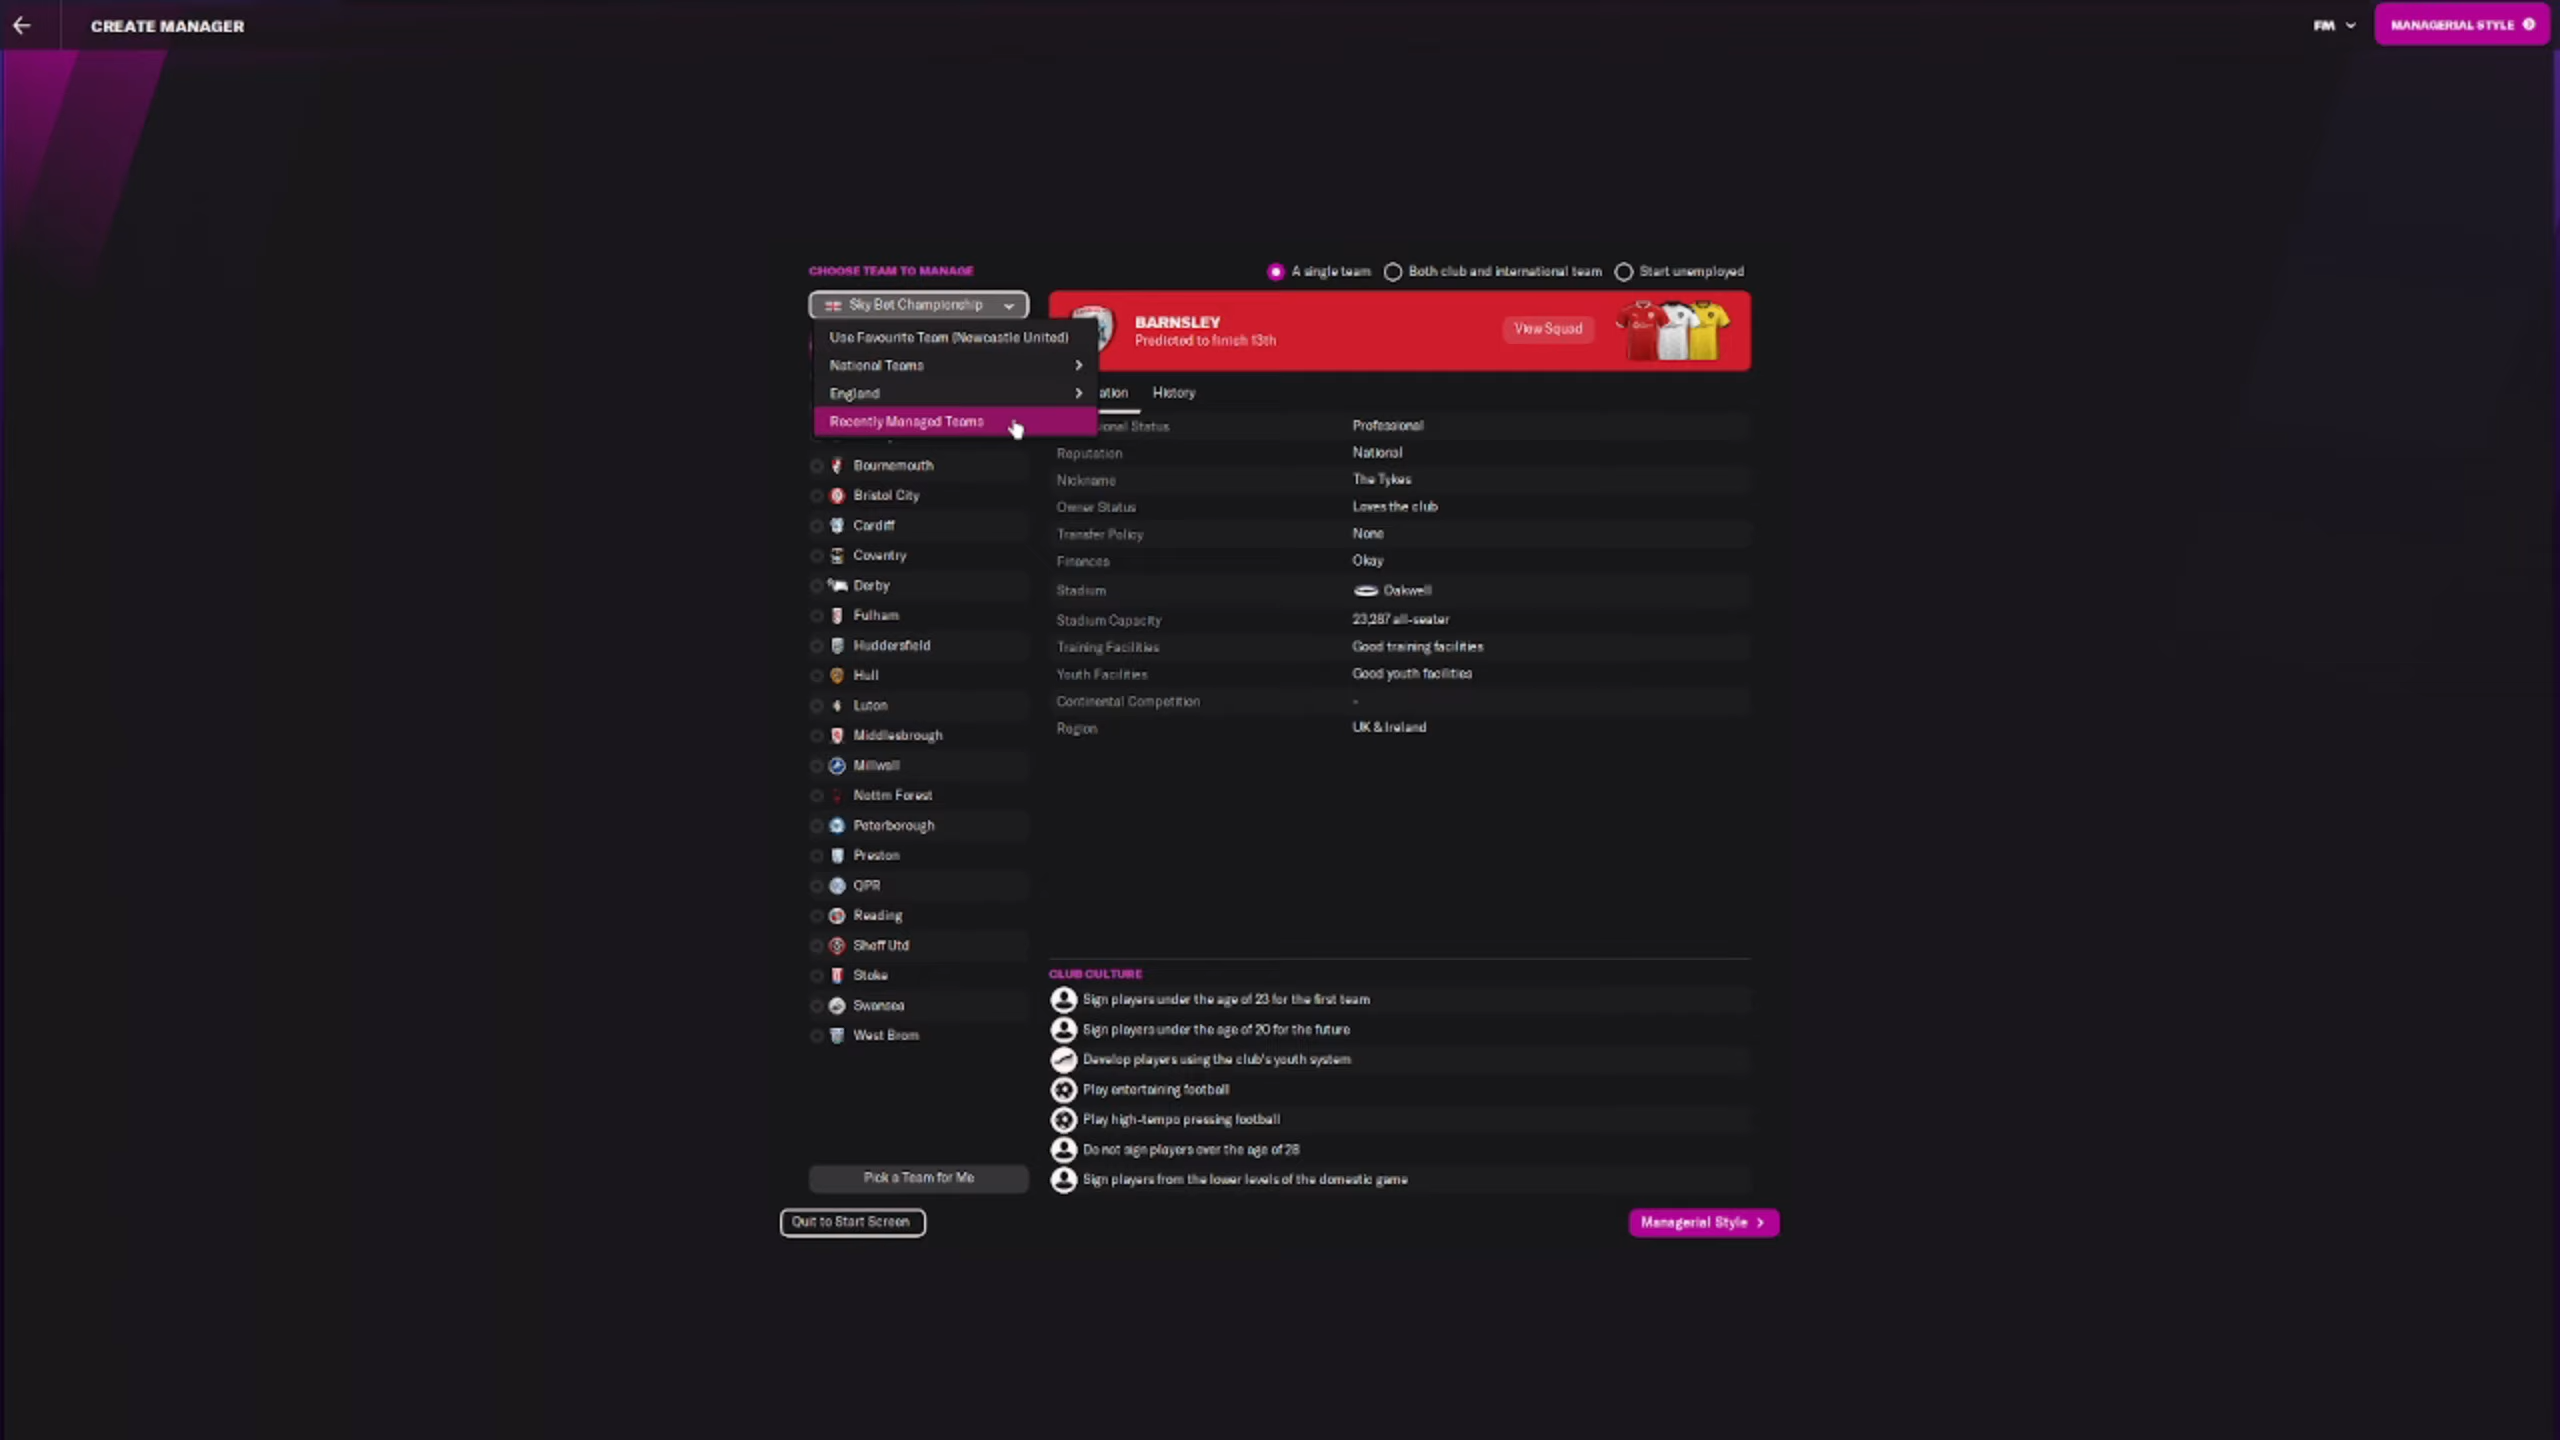 CREATE MANAGER
FM
MANAGERIAL STYLE
CHOOSE TEAM TO MANAGE
A single team
Both club and international team
Start unemployed
Sky Bet Championship
Use Favourite Team (Newcastle United)
National Teams
England
Recently Managed Teams
BARNSLEY
Predicted to finish 13th
View Squad
History
Professional
Reputation
National
Nickname
The Tykes
Owner Status
Loves the club
Transfer Policy
None
Finances
Okay
Stadium
Oakwell
Stadium Capacity
23,287 all-seater
Training Facilities
Good training facilities
Youth Facilities
Good youth facilities
Continental Competition
-
Region
UK & Ireland
Bournemouth
Bristol City
Cardiff
Coventry
Derby
Fulham
Huddersfield
Hull
Luton
Middlesbrough
Millwall
Nottm Forest
Peterborough
Preston
QPR
Reading
Sheff Utd
Stoke
Swansea
West Brom
CLUB CULTURE
Sign players under the age of 23 for the first team
Sign players under the age of 20 for the future
Develop players using the club's youth system
Play entertaining football
Play high-tempo pressing football
Do not sign players over the age of 28
Sign players from the lower levels of the domestic game
Pick a Team for Me
Quit to Start Screen
Managerial Style